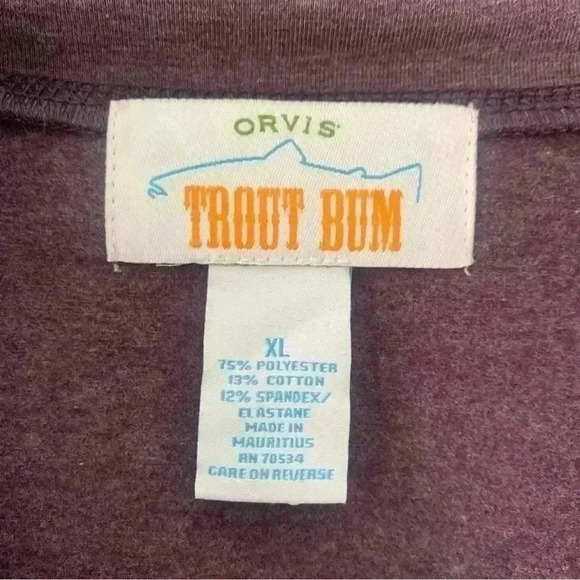 ORVIS
TROUT BUM
XL
75% POLYESTER
13% COTTON
12% SPANDEX/
ELASTANE
MADE IN
MAURITIUS
RN 70534
CARE ON REVERSE